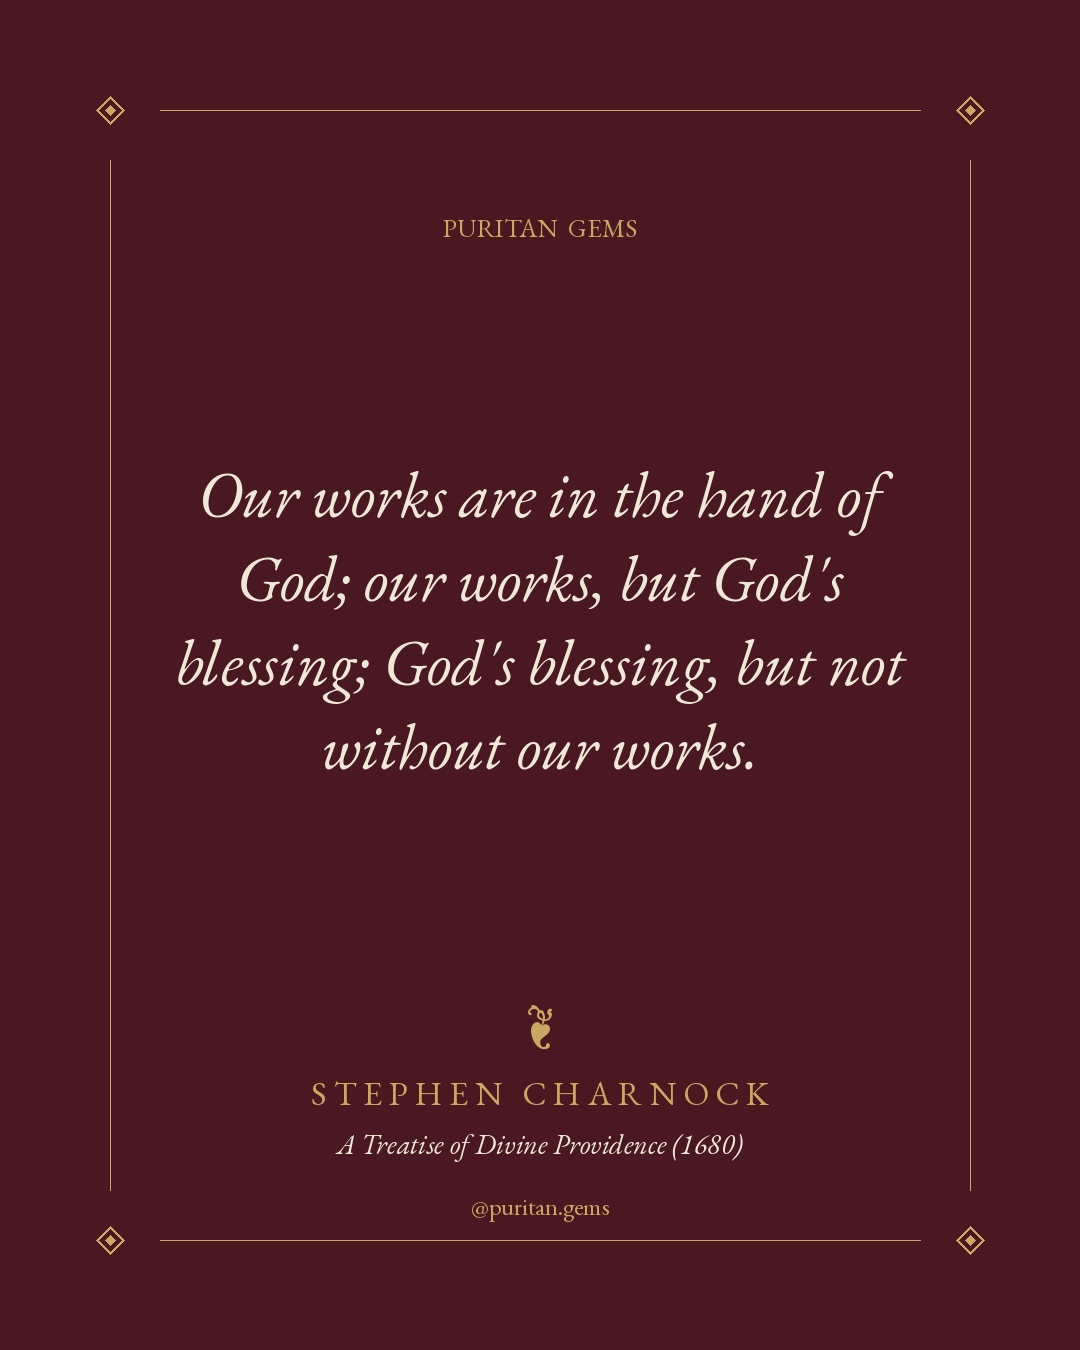 PURITAN GEMS
Our works are in the hand of
God; our works, but God's
blessing; God's blessing, but not
without our works.
STEPHEN CHARNOCK
A Treatise of Divine Providence (1680)
@puritan.gems